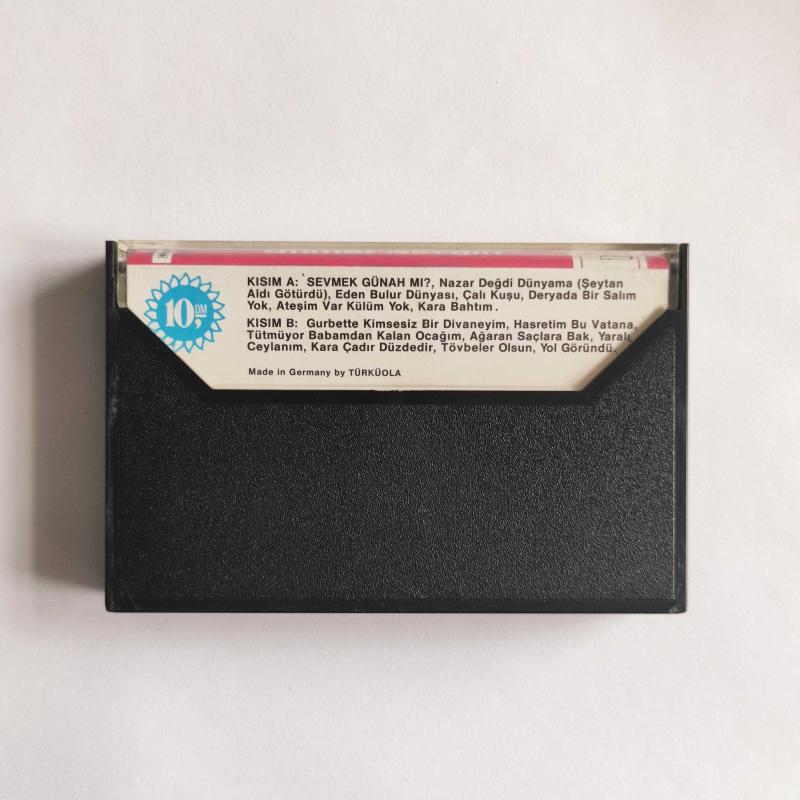 KISIM A: SEVMEK GÜNAH MI?, Nazar Değdi Dünyama (Şeytan
Aldı Götürdü), Eden Bulur Dünyası, Çalı Kuşu, Deryada Bir Salım
Yok, Ateşim Var Külüm Yok, Kara Bahtım.
KISIM B: Gurbette Kimsesiz Bir Divaneyim, Hasretim Bu Vatana,
Tütmüyor Babamdan Kalan Ocağım, Ağaran Saçlara Bak, Yaralı
Ceylanım, Kara Çadır Düzdedir, Tövbeler Olsun, Yol Göründü.
10,- DM
Made in Germany by TÜRKÜOLA